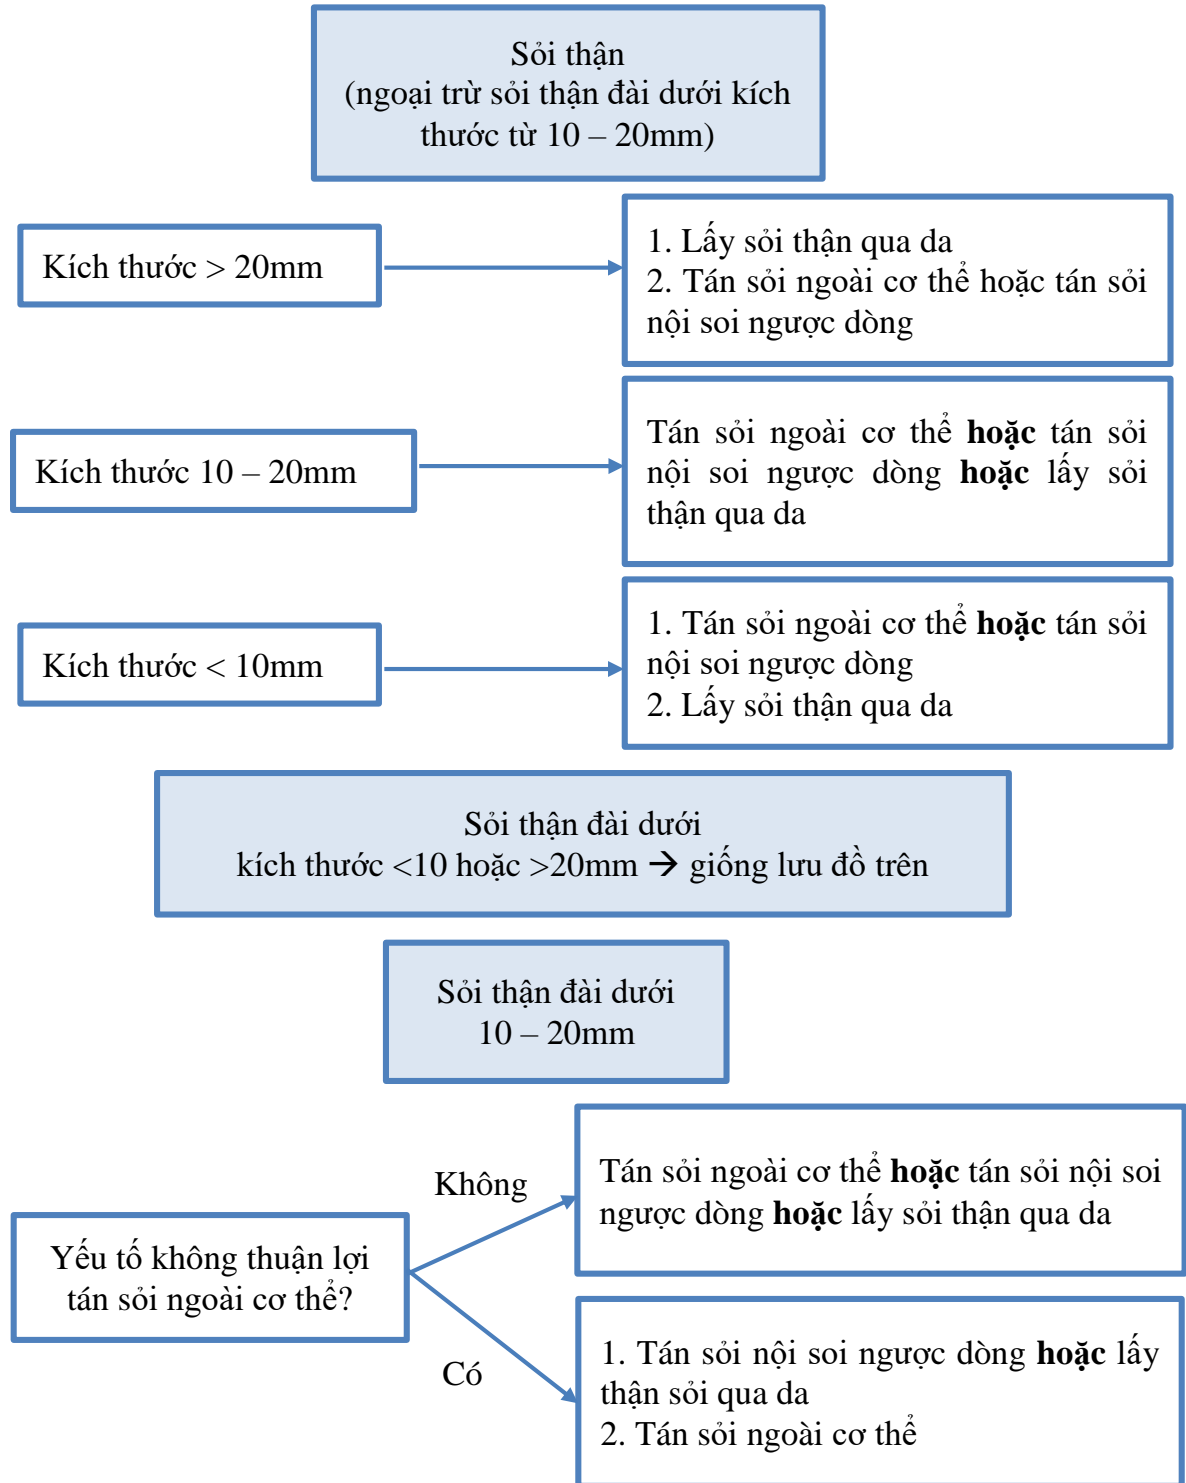 Sỏi thận
(ngoại trừ sỏi thận đài dưới kích
thước từ 10 – 20mm)
Kích thước > 20mm
1. Lấy sỏi thận qua da
2. Tán sỏi ngoài cơ thể hoặc tán sỏi
nội soi ngược dòng
Kích thước 10 – 20mm
Tán sỏi ngoài cơ thể hoặc tán sỏi
nội soi ngược dòng hoặc lấy sỏi
thận qua da
Kích thước < 10mm
1. Tán sỏi ngoài cơ thể hoặc tán sỏi
nội soi ngược dòng
2. Lấy sỏi thận qua da
Sỏi thận đài dưới
kích thước <10 hoặc >20mm → giống lưu đồ trên
Sỏi thận đài dưới
10 – 20mm
Yếu tố không thuận lợi
tán sỏi ngoài cơ thể?
Không
Tán sỏi ngoài cơ thể hoặc tán sỏi nội soi
ngược dòng hoặc lấy sỏi thận qua da
Có
1. Tán sỏi nội soi ngược dòng hoặc lấy
thận sỏi qua da
2. Tán sỏi ngoài cơ thể